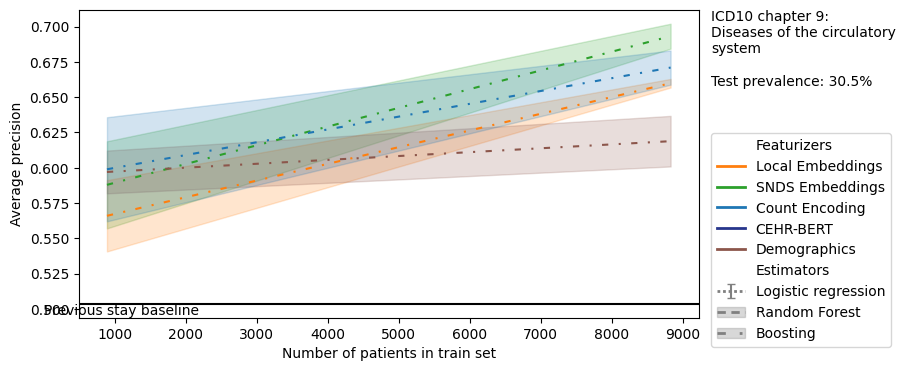 ICD10 chapter 9:
Diseases of the circulatory
system
Test prevalence: 30.5%
0.700
0.675
0.650
0.625
0.600
0.575
0.550
0.525
0.500
Average precision
Previous stay baseline
1000 2000 3000 4000 5000 6000 7000 8000 9000
Number of patients in train set
Featurizers
Local Embeddings
SNDS Embeddings
Count Encoding
CEHR-BERT
Demographics
Estimators
Logistic regression
Random Forest
Boosting